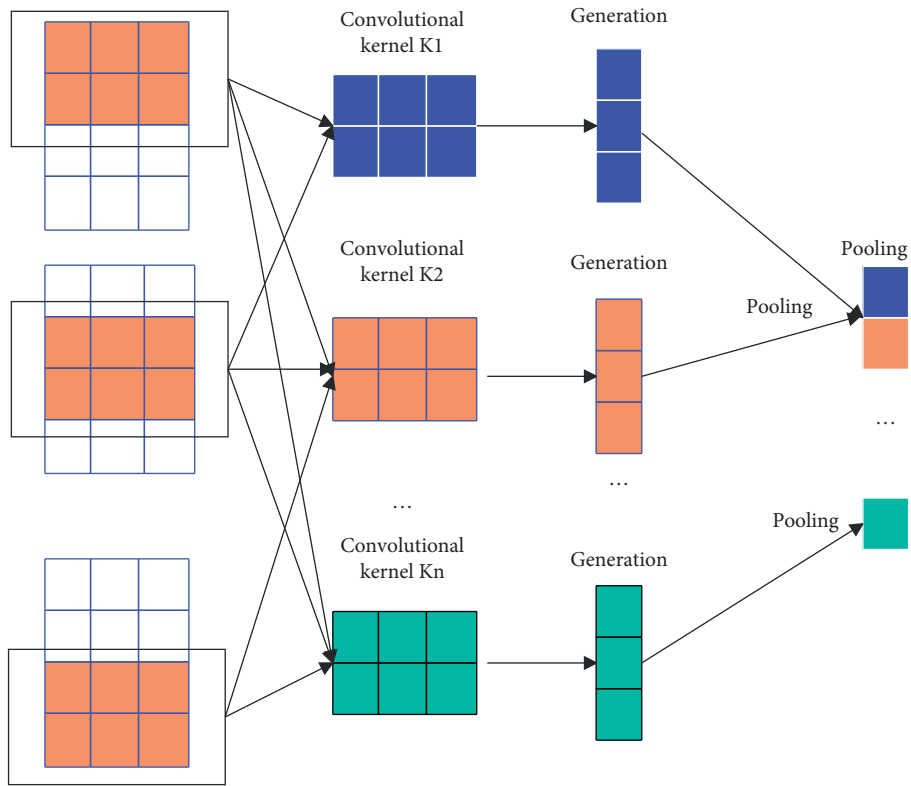 Convolutional
kernel K1
Generation
Convolutional
kernel K2
Generation
Pooling
Pooling
...
...
...
Convolutional
kernel Kn
Generation
Pooling